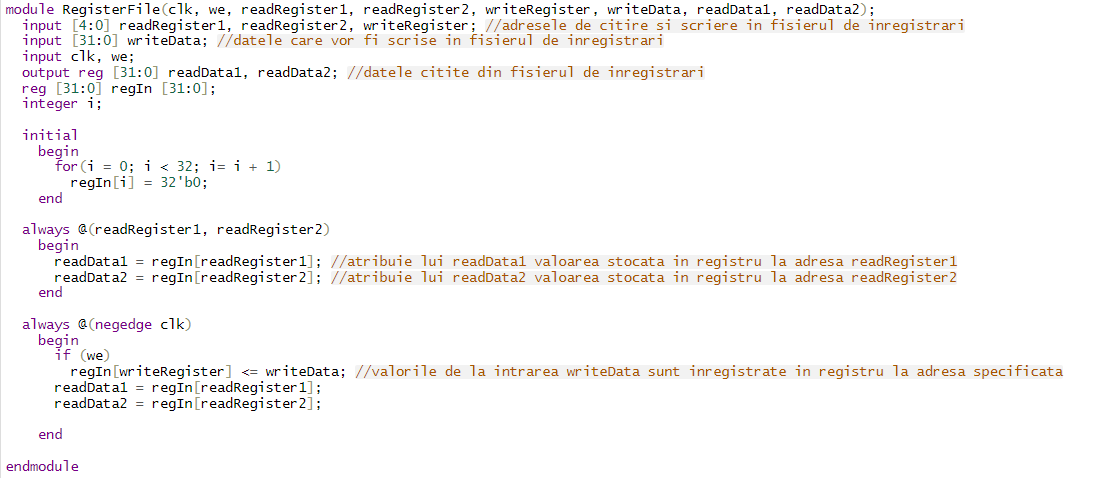 module RegisterFile(clk, we, readRegister1, readRegister2, writeRegister, writeData, readData1, readData2);
  input [4:0] readRegister1, readRegister2, writeRegister; //adresele de citire si scriere in fisierul de inregistrari
  input [31:0] writeData; //datele care vor fi scrise in fisierul de inregistrari
  input clk, we;
  output reg [31:0] readData1, readData2; //datele citite din fisierul de inregistrari
  reg [31:0] regIn [31:0];
  integer i;

  initial
    begin
      for(i = 0; i < 32; i= i + 1)
        regIn[i] = 32'b0;
    end

  always @(readRegister1, readRegister2)
    begin
      readData1 = regIn[readRegister1]; //atribuie lui readData1 valoarea stocata in registru la adresa readRegister1
      readData2 = regIn[readRegister2]; //atribuie lui readData2 valoarea stocata in registru la adresa readRegister2
    end

  always @(negedge clk)
    begin
      if (we)
        regIn[writeRegister] <= writeData; //valorile de la intrarea writeData sunt inregistrate in registru la adresa specificata
      readData1 = regIn[readRegister1];
      readData2 = regIn[readRegister2];

    end

endmodule